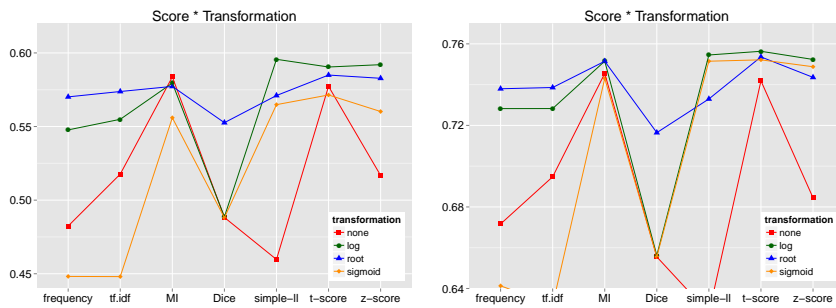 Score * Transformation
0.60
0.55
0.50
0.45
transformation
none
log
root
sigmoid
frequency tf.idf MI Dice simple-ll t-score z-score
Score * Transformation
0.76
0.72
0.68
0.64
transformation
none
log
root
sigmoid
frequency tf.idf MI Dice simple-ll t-score z-score